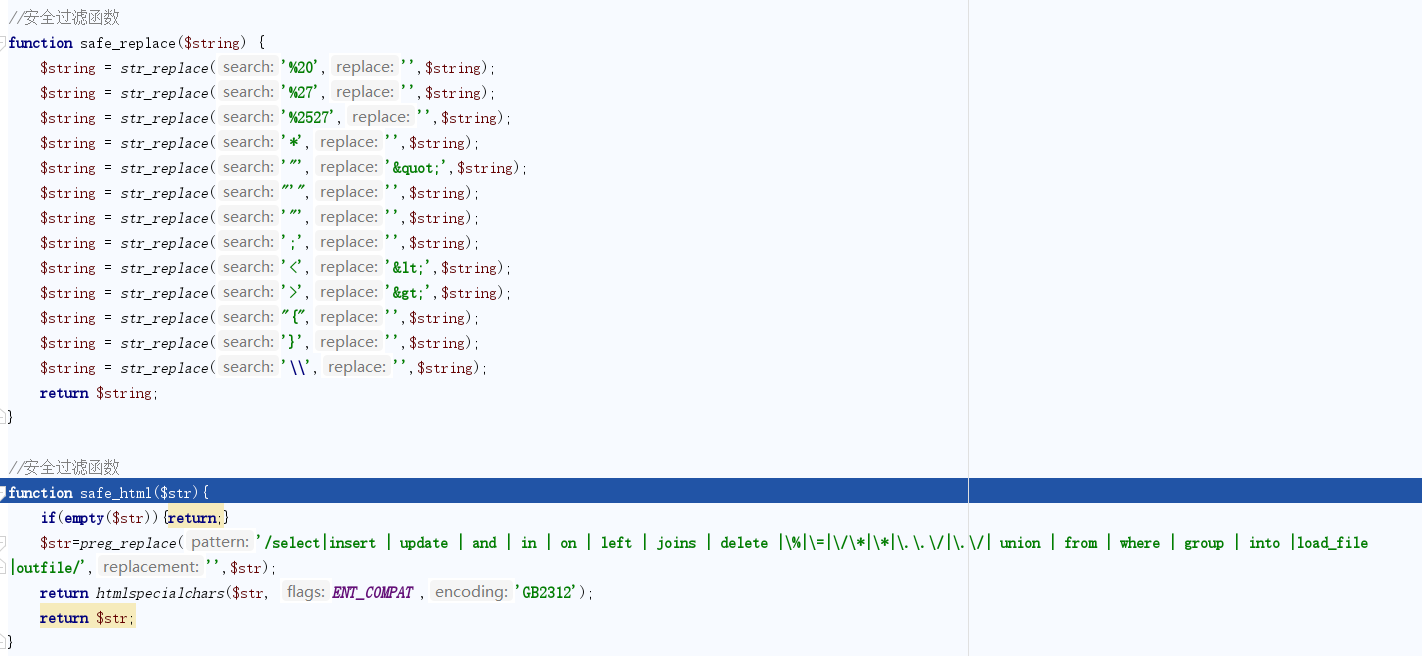 //安全过滤函数
function safe_replace($string) {
    $string = str_replace( search: '%20', replace: '',$string);
    $string = str_replace( search: '%27', replace: '',$string);
    $string = str_replace( search: '%2527', replace: '',$string);
    $string = str_replace( search: '*', replace: '',$string);
    $string = str_replace( search: '"', replace: '&quot;',$string);
    $string = str_replace( search: "'", replace: '',$string);
    $string = str_replace( search: '"', replace: '',$string);
    $string = str_replace( search: ';', replace: '',$string);
    $string = str_replace( search: '<', replace: '&lt;',$string);
    $string = str_replace( search: '>', replace: '&gt;',$string);
    $string = str_replace( search: "{", replace: '',$string);
    $string = str_replace( search: '}', replace: '',$string);
    $string = str_replace( search: '\\', replace: '',$string);
    return $string;
}
//安全过滤函数
function safe_html($str){
    if(empty($str)){return;}
    $str=preg_replace( pattern: '/select|insert | update | and | in | on | left | joins | delete |\%|\=|\/\*|\*|\.\.\/|\.\/| union | from | where | group | into |load_file
|outfile/', replacement: '',$str);
    return htmlspecialchars($str, flags: ENT_COMPAT , encoding: 'GB2312');
    return $str;
}